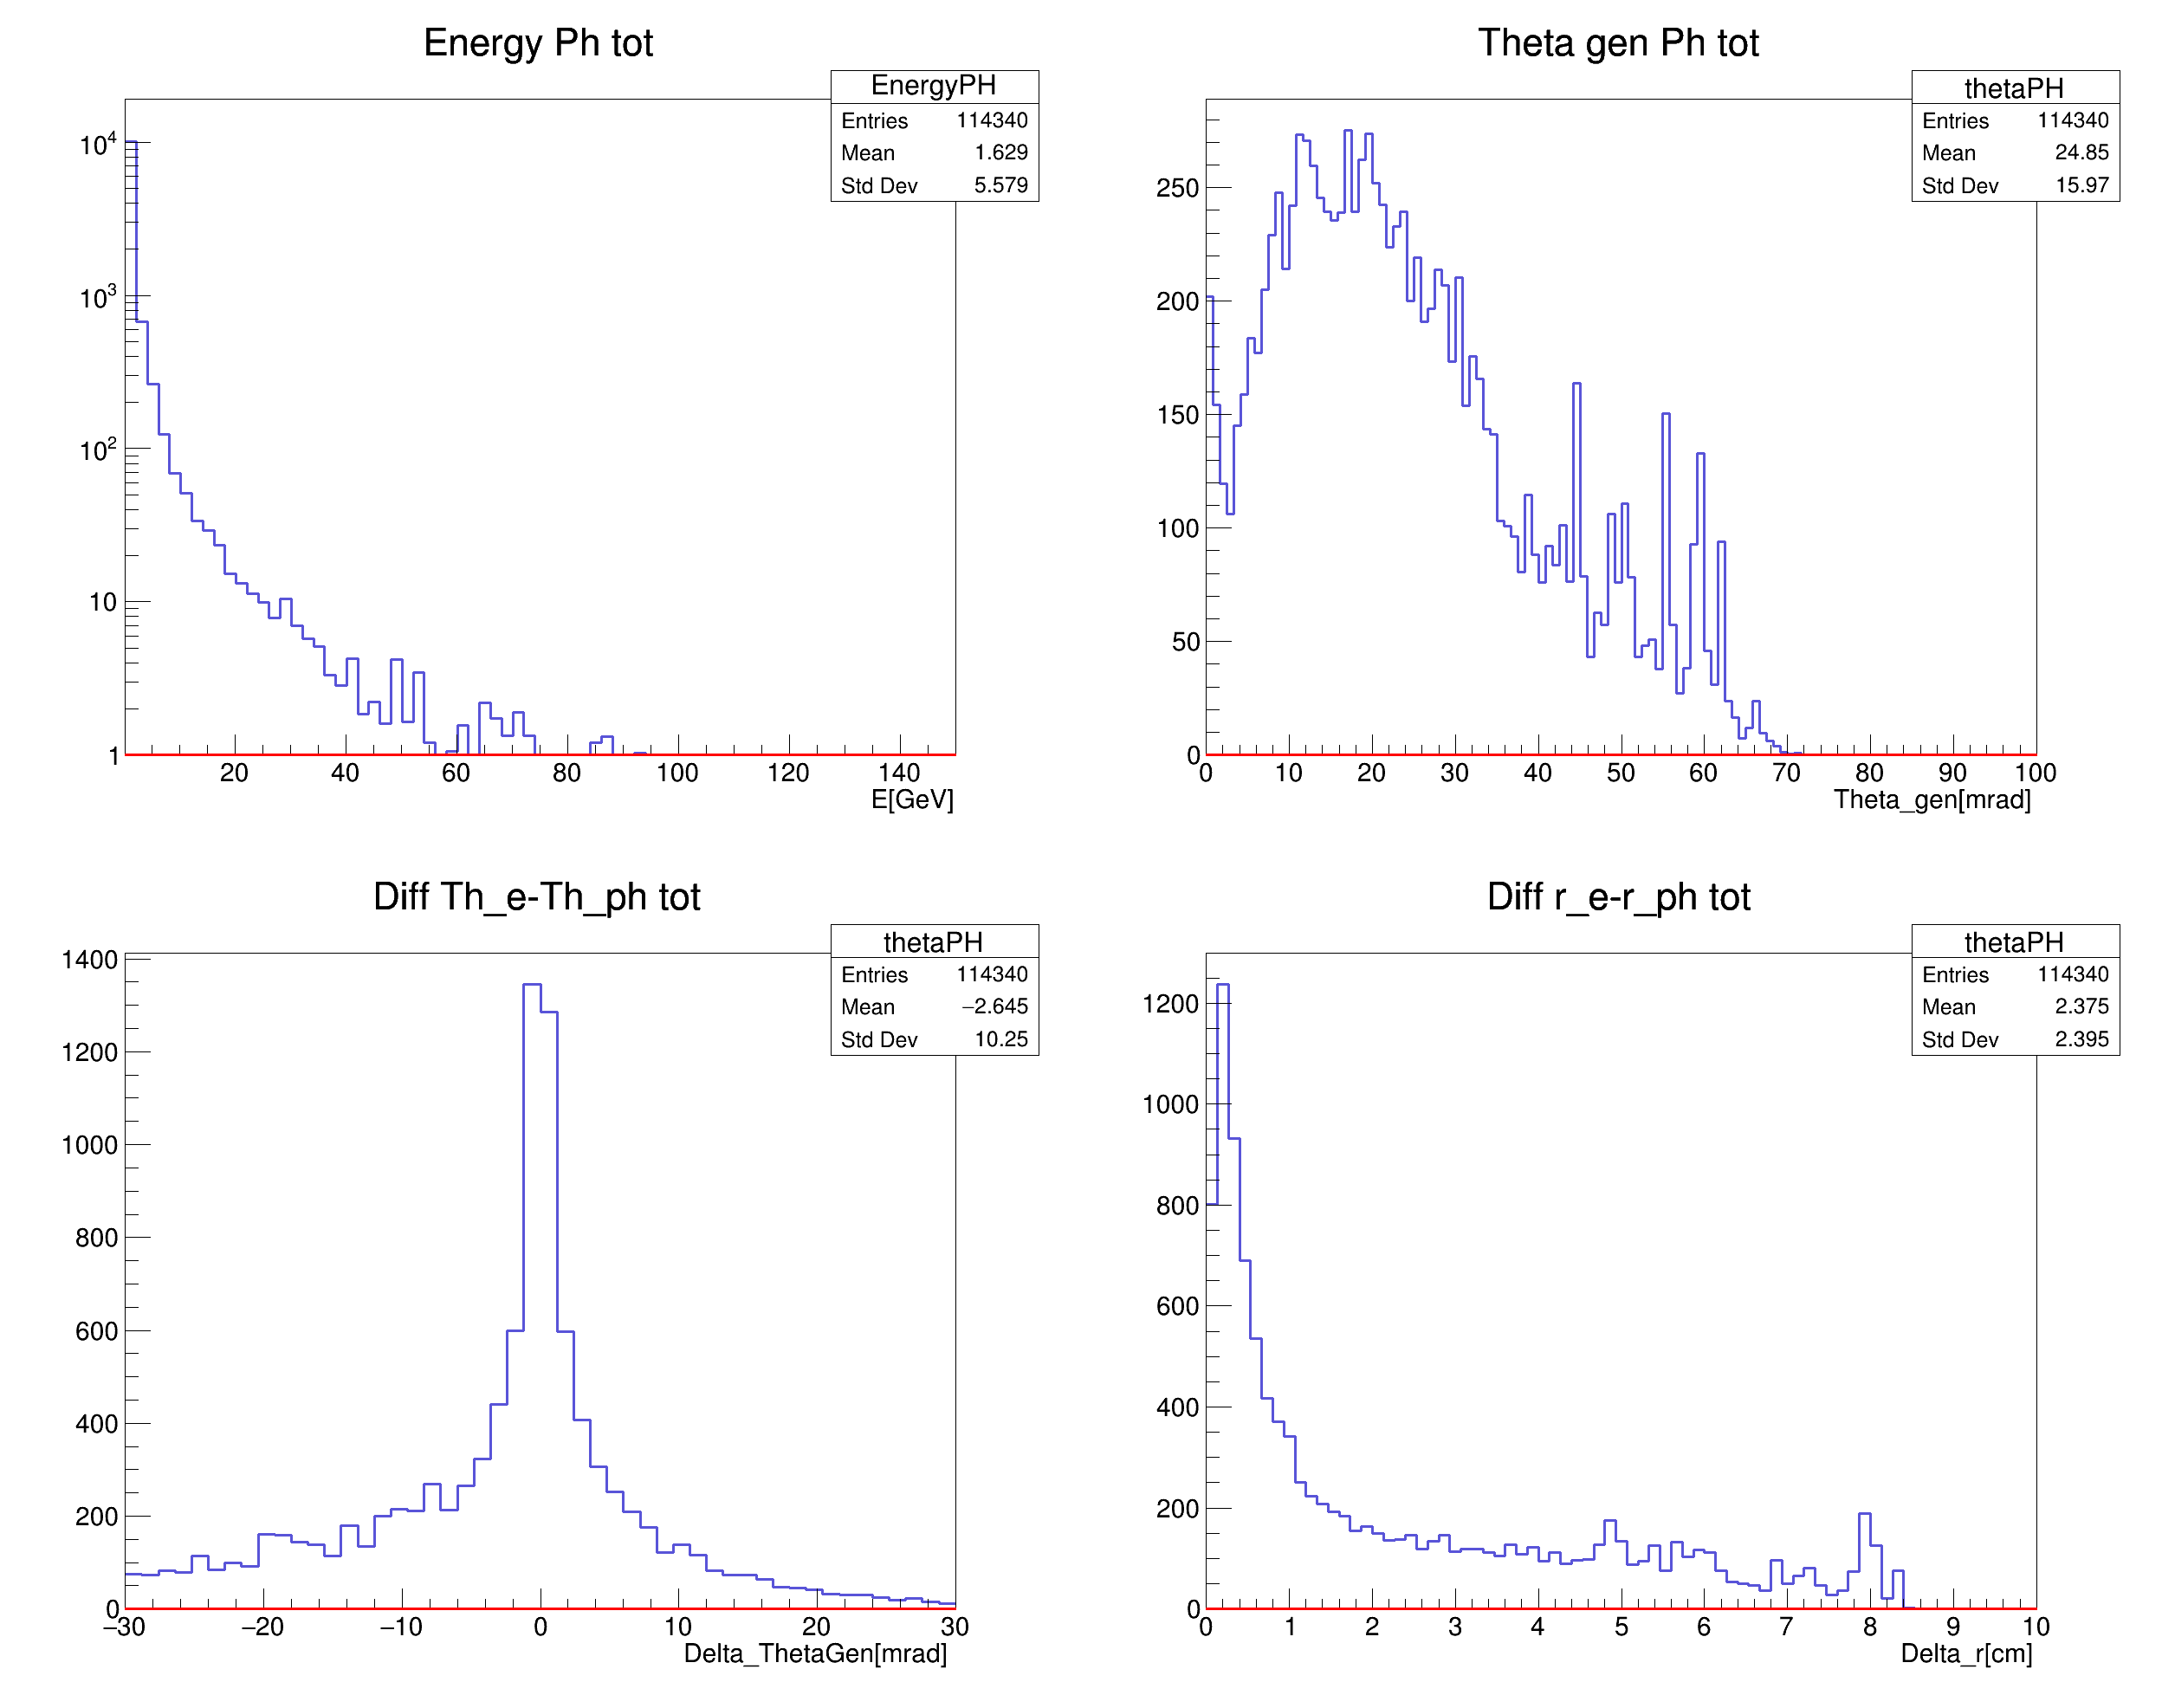 Energy Ph tot
EnergyPH
Entries 114340
Mean 1.629
Std Dev 5.579
10^4
10^3
10^2
10
1
20 40 60 80 100 120 140
E[GeV]
Theta gen Ph tot
thetaPH
Entries 114340
Mean 24.85
Std Dev 15.97
250
200
150
100
50
0
0 10 20 30 40 50 60 70 80 90 100
Theta_gen[mrad]
Diff Th_e-Th_ph tot
thetaPH
Entries 114340
Mean −2.645
Std Dev 10.25
1400
1200
1000
800
600
400
200
0
−30 −20 −10 0 10 20 30
Delta_ThetaGen[mrad]
Diff r_e-r_ph tot
thetaPH
Entries 114340
Mean 2.375
Std Dev 2.395
1200
1000
800
600
400
200
0
0 1 2 3 4 5 6 7 8 9 10
Delta_r[cm]